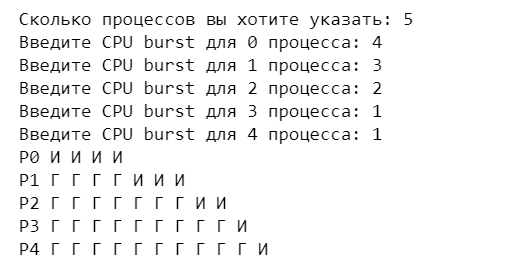 Сколько процессов вы хотите указать: 5
Введите CPU burst для 0 процесса: 4
Введите CPU burst для 1 процесса: 3
Введите CPU burst для 2 процесса: 2
Введите CPU burst для 3 процесса: 1
Введите CPU burst для 4 процесса: 1
P0 И И И И
P1 Г Г Г Г И И И
P2 Г Г Г Г Г Г Г И И
P3 Г Г Г Г Г Г Г Г Г И
P4 Г Г Г Г Г Г Г Г Г Г И